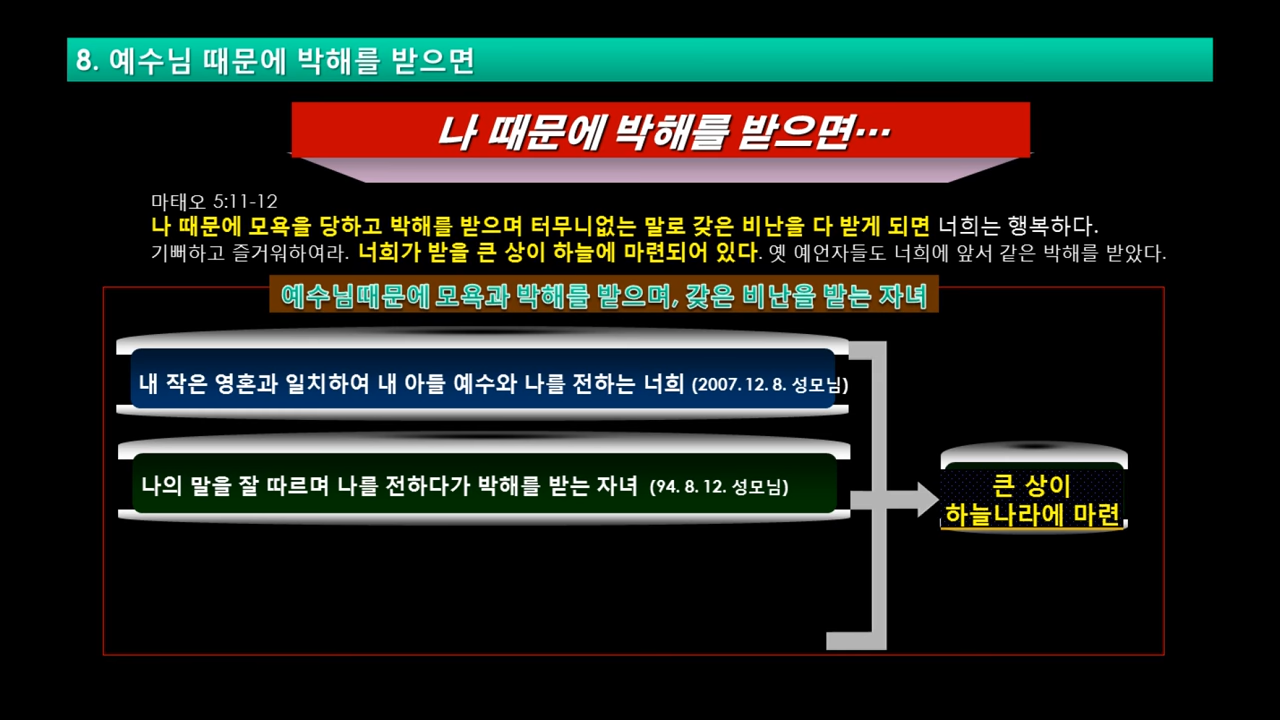 8. 예수님 때문에 박해를 받으면
나 때문에 박해를 받으면…
마태오 5:11-12
나 때문에 모욕을 당하고 박해를 받으며 터무니없는 말로 갖은 비난을 다 받게 되면 너희는 행복하다.
기뻐하고 즐거워하여라. 너희가 받을 큰 상이 하늘에 마련되어 있다. 옛 예언자들도 너희에 앞서 같은 박해를 받았다.
예수님때문에 모욕과 박해를 받으며, 갖은 비난을 받는 자녀
내 작은 영혼과 일치하여 내 아들 예수와 나를 전하는 너희 (2007. 12. 8. 성모님)
나의 말을 잘 따르며 나를 전하다가 박해를 받는 자녀 (94. 8. 12. 성모님)
큰 상이
하늘나라에 마련